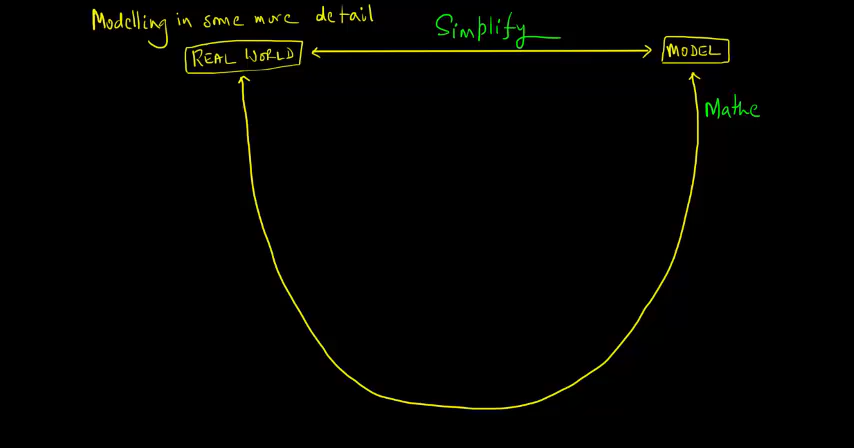 Modelling in some more detail
Simplify
REAL WORLD
MODEL
Mathe